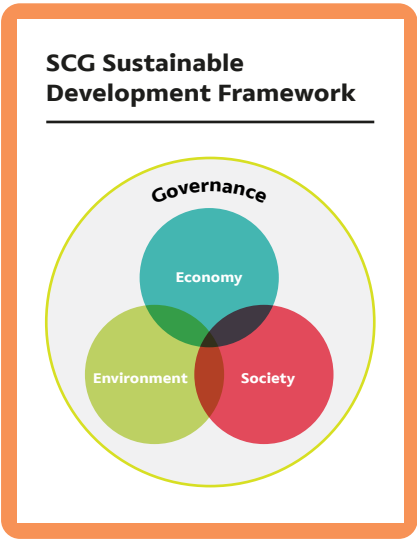 SCG Sustainable
Development Framework
Governance
Economy
Environment
Society